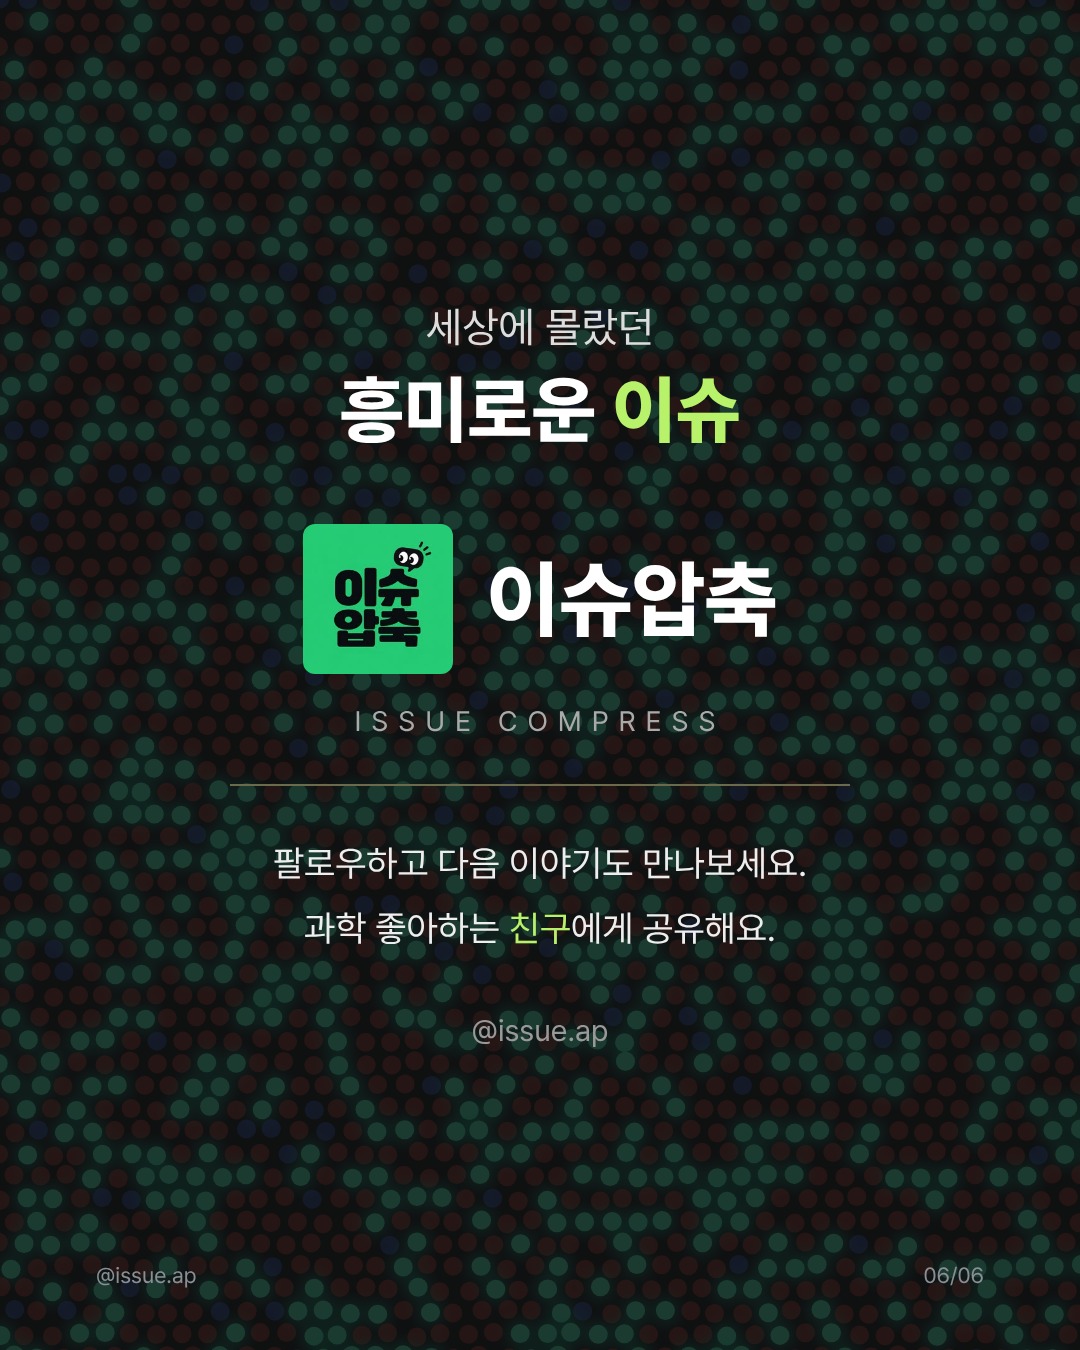 세상에 몰랐던
흥미로운 이슈
이슈
압축
이슈압축
ISSUE COMPRESS
팔로우하고 다음 이야기도 만나보세요.
과학 좋아하는 친구에게 공유해요.
@issue.ap
@issue.ap
06/06